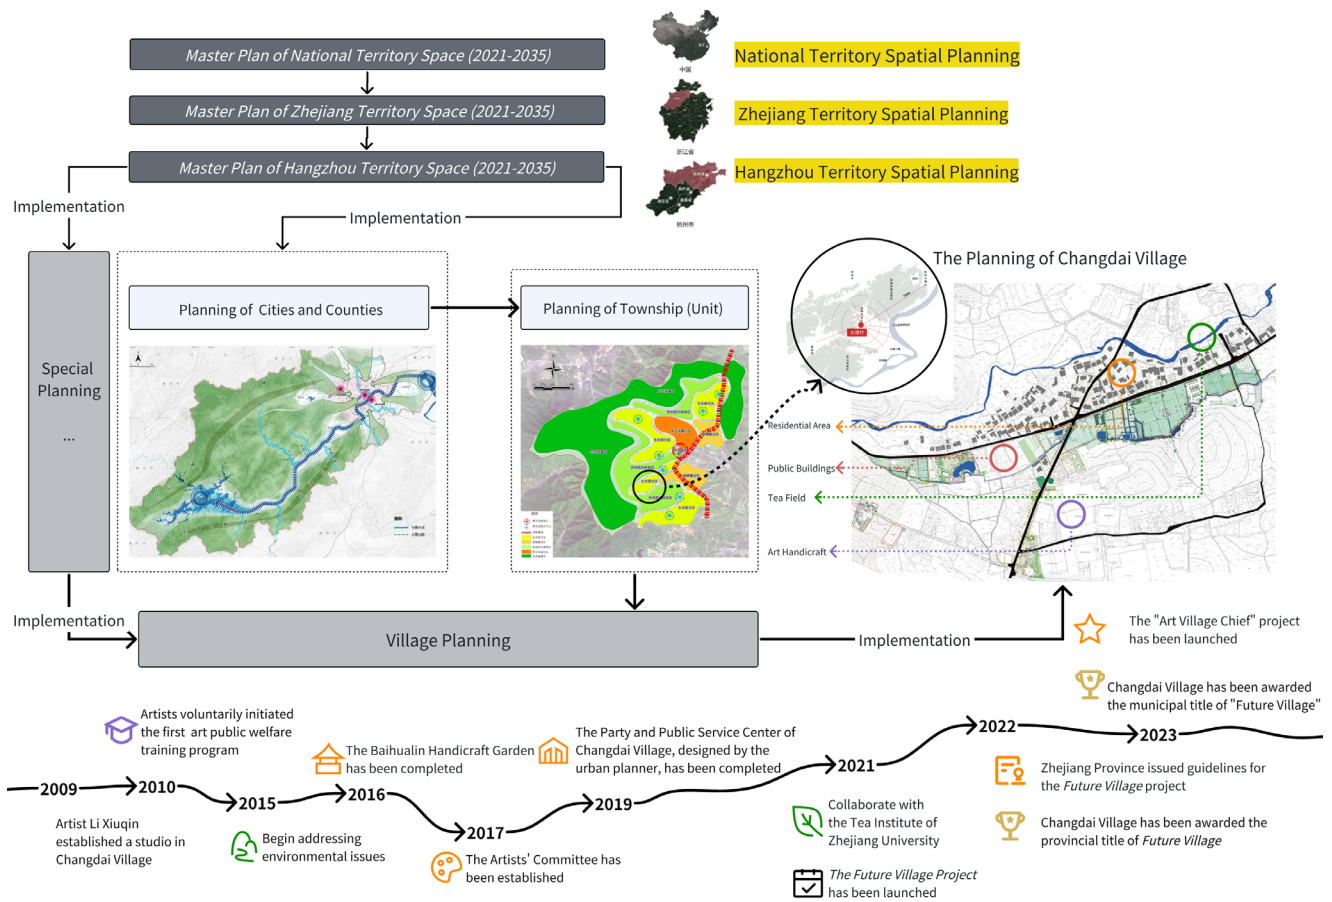 Master Plan of National Territory Space (2021-2035)
Master Plan of Zhejiang Territory Space (2021-2035)
Master Plan of Hangzhou Territory Space (2021-2035)
中国
浙江省
杭州市
National Territory Spatial Planning
Zhejiang Territory Spatial Planning
Hangzhou Territory Spatial Planning
Implementation
Implementation
Special
Planning
...
Planning of Cities and Counties
Planning of Township (Unit)
The Planning of Changdai Village
Residential Area
Public Buildings
Tea Field
Art Handicraft
Implementation
Village Planning
Implementation
The "Art Village Chief" project
has been launched
Changdai Village has been awarded
the municipal title of "Future Village"
Artists voluntarily initiated
the first art public welfare
training program
The Baihualin Handicraft Garden
has been completed
The Party and Public Service Center of
Changdai Village, designed by the
urban planner, has been completed
2009
2010
2015
2016
2017
2019
2021
2022
2023
Artist Li Xiuqin
established a studio in
Changdai Village
Begin addressing
environmental issues
The Artists' Committee has
been established
Collaborate with
the Tea Institute of
Zhejiang University
The Future Village Project
has been launched
Zhejiang Province issued guidelines for
the Future Village project
Changdai Village has been awarded the
provincial title of Future Village